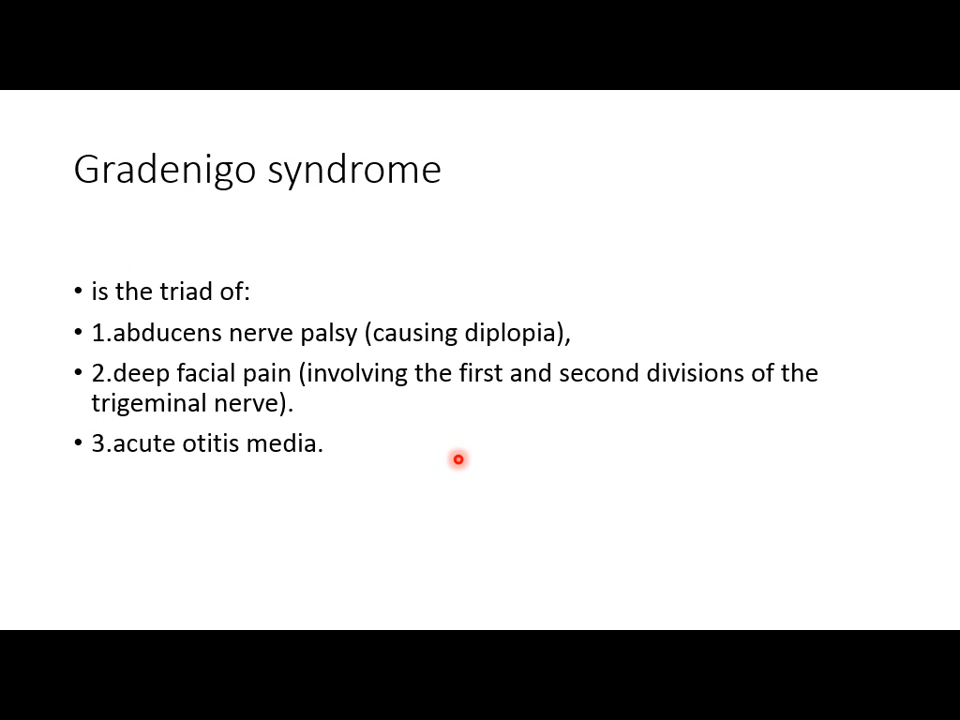 Gradenigo syndrome
• is the triad of:
• 1.abducens nerve palsy (causing diplopia),
• 2.deep facial pain (involving the first and second divisions of the
trigeminal nerve).
• 3.acute otitis media.